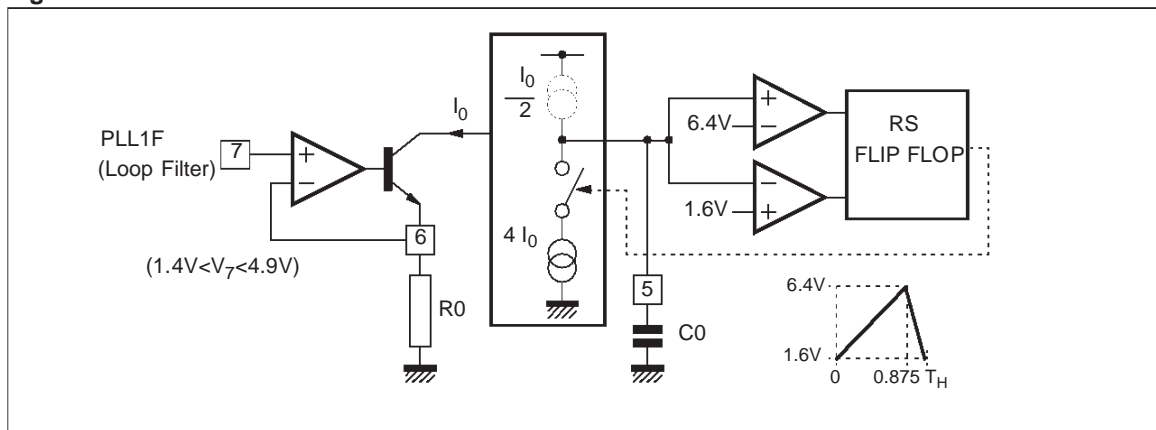 I0
2
I0
PLL1F
(Loop Filter)
7
+
−
6
(1.4V<V7<4.9V)
R0
4 I0
5
C0
+
6.4V
−
−
1.6V
+
RS
FLIP FLOP
6.4V
1.6V
0
0.875 TH